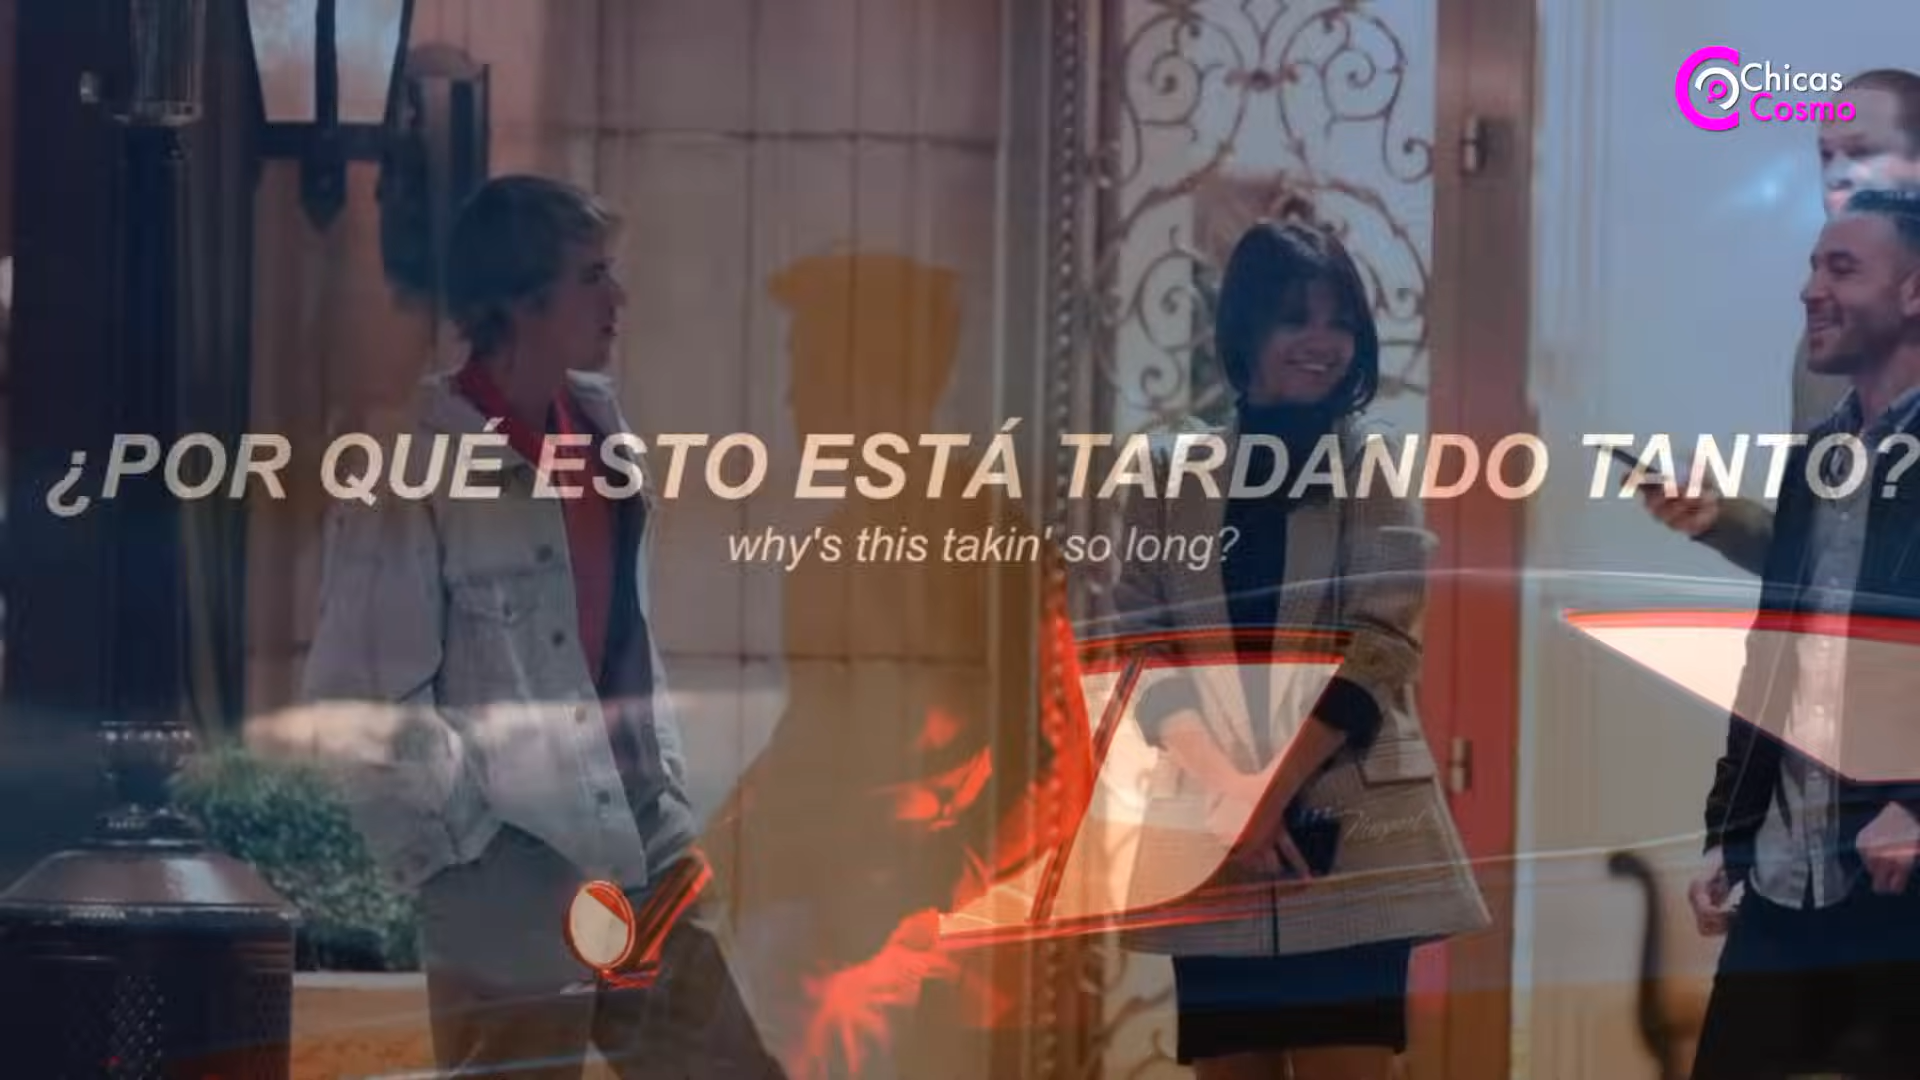 Chicas
Cosmo
¿POR QUÉ ESTO ESTÁ TARDANDO TANTO?
why's this takin' so long?